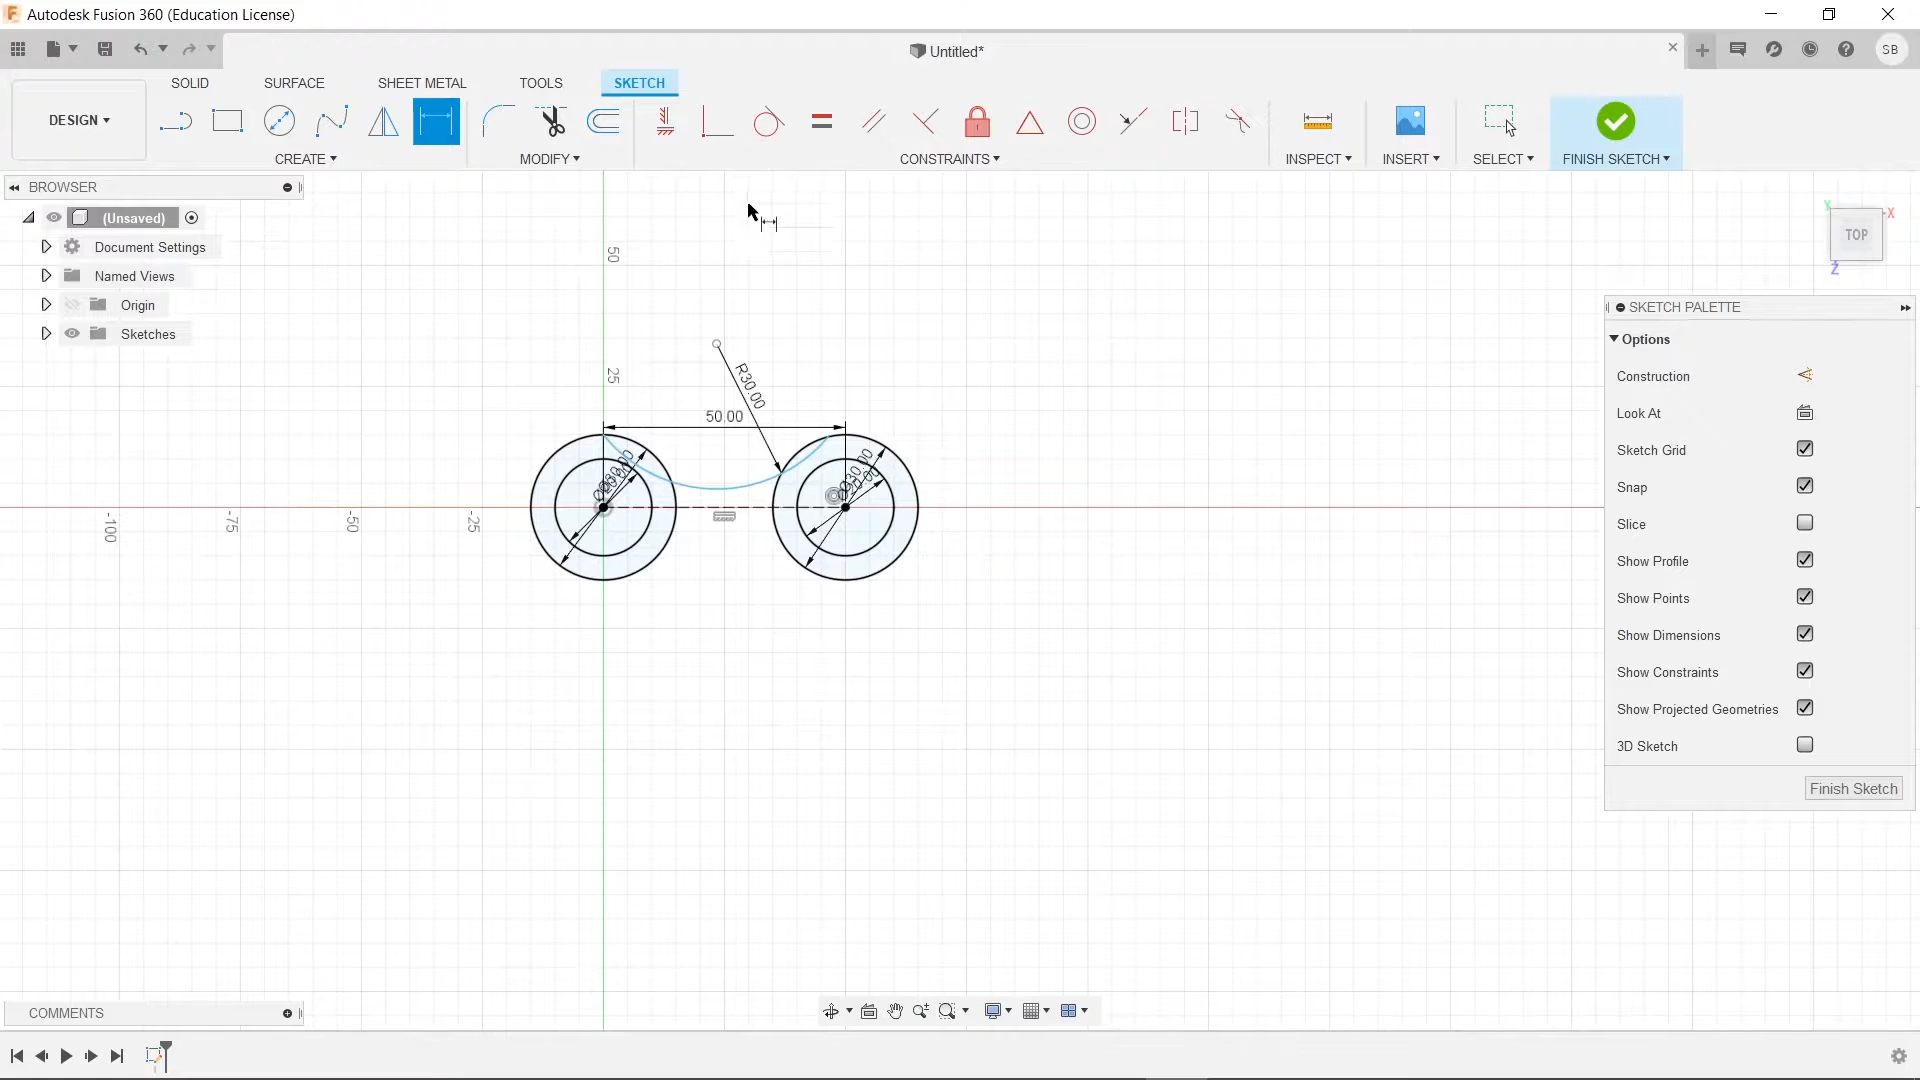 Autodesk Fusion 360 (Education License)
Untitled*
SB
DESIGN
SOLID
SURFACE
SHEET METAL
TOOLS
SKETCH
CREATE
MODIFY
CONSTRAINTS
INSPECT
INSERT
SELECT
FINISH SKETCH
BROWSER
(Unsaved)
Document Settings
Named Views
Origin
Sketches
50
25
-100
-75
-50
-25
R30.00
50.00
TOP
X
Y
Z
SKETCH PALETTE
Options
Construction
Look At
Sketch Grid
Snap
Slice
Show Profile
Show Points
Show Dimensions
Show Constraints
Show Projected Geometries
3D Sketch
Finish Sketch
COMMENTS